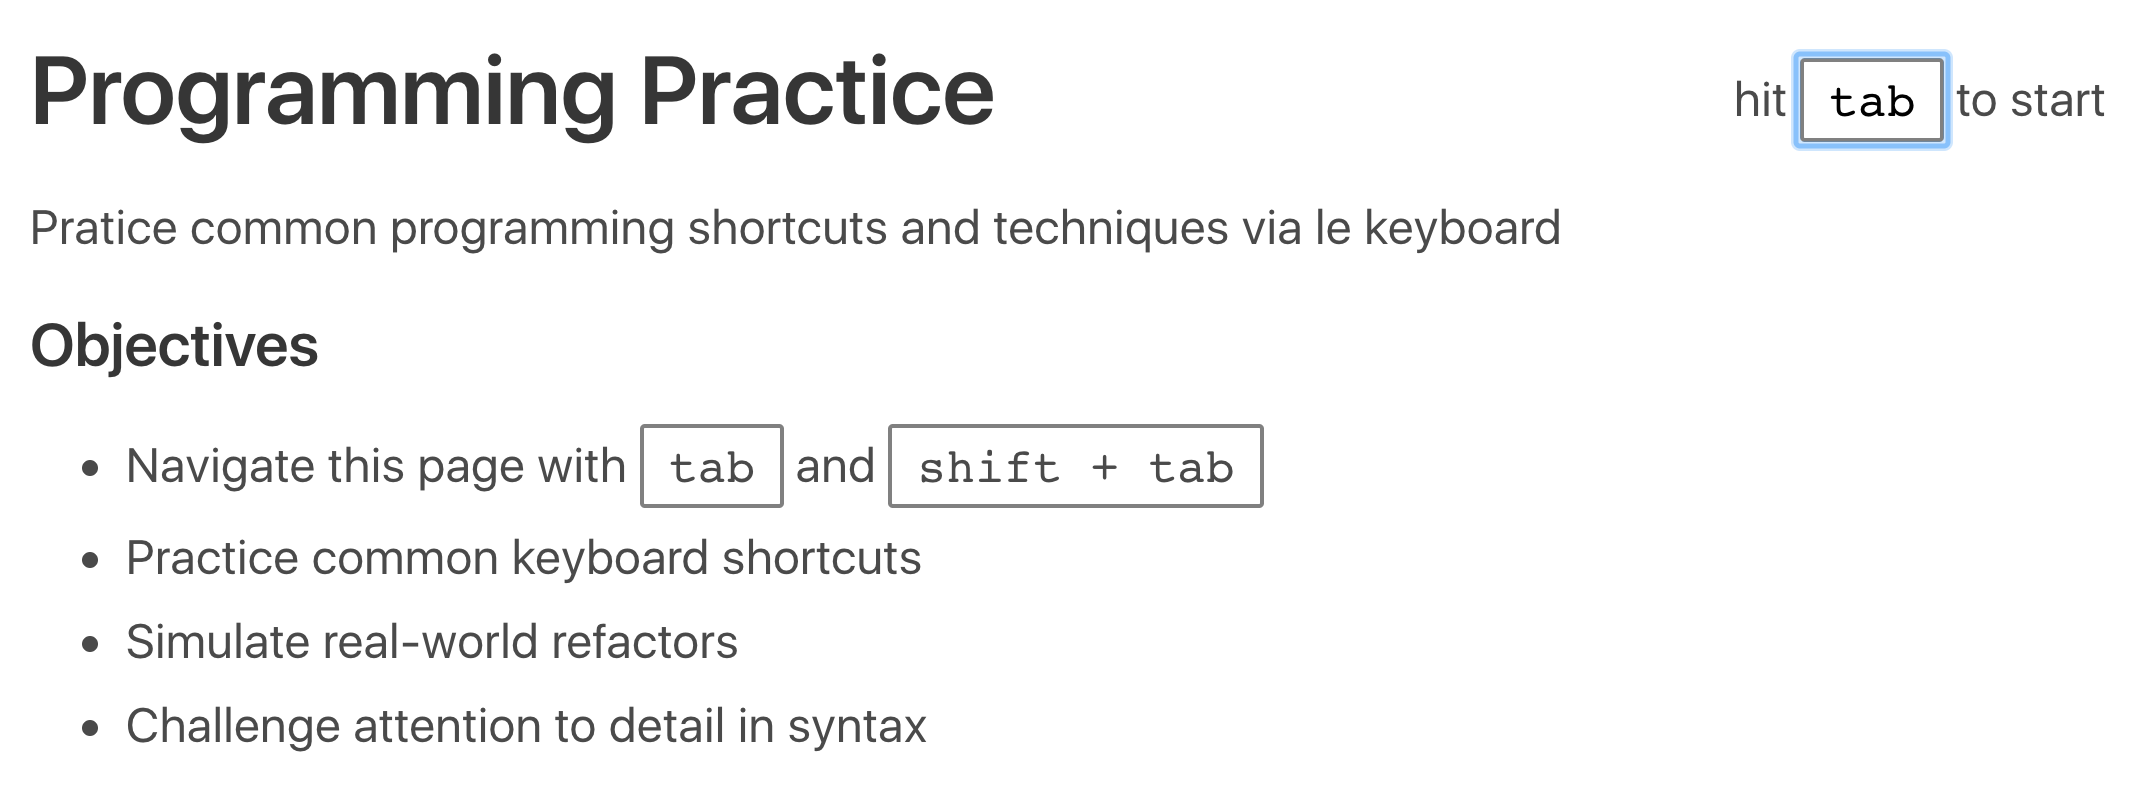 Programming Practice
hit tab to start
Pratice common programming shortcuts and techniques via le keyboard
Objectives
• Navigate this page with tab and shift + tab
• Practice common keyboard shortcuts
• Simulate real-world refactors
• Challenge attention to detail in syntax